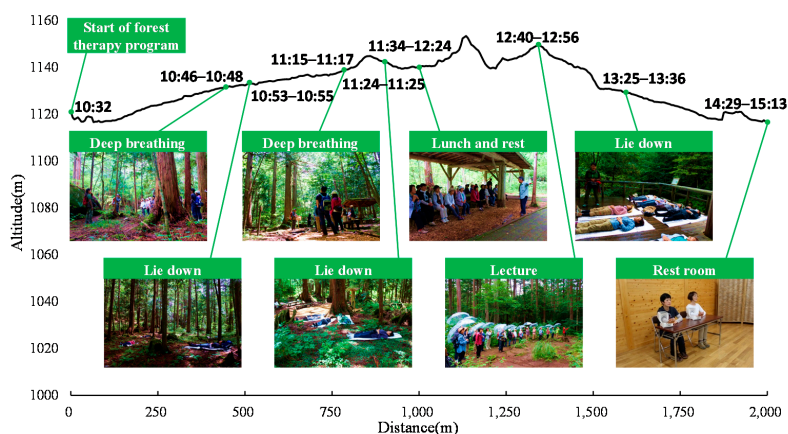 1160
1140
1120
1100
1080
1060
1040
1020
1000
Altitude(m)
Start of forest
therapy program
10:32
10:46–10:48
10:53–10:55
11:15–11:17
11:24–11:25
11:34–12:24
12:40–12:56
13:25–13:36
14:29–15:13
Deep breathing
Deep breathing
Lunch and rest
Lie down
Lie down
Lie down
Lecture
Rest room
0
250
500
750
1,000
1,250
1,500
1,750
2,000
Distance(m)